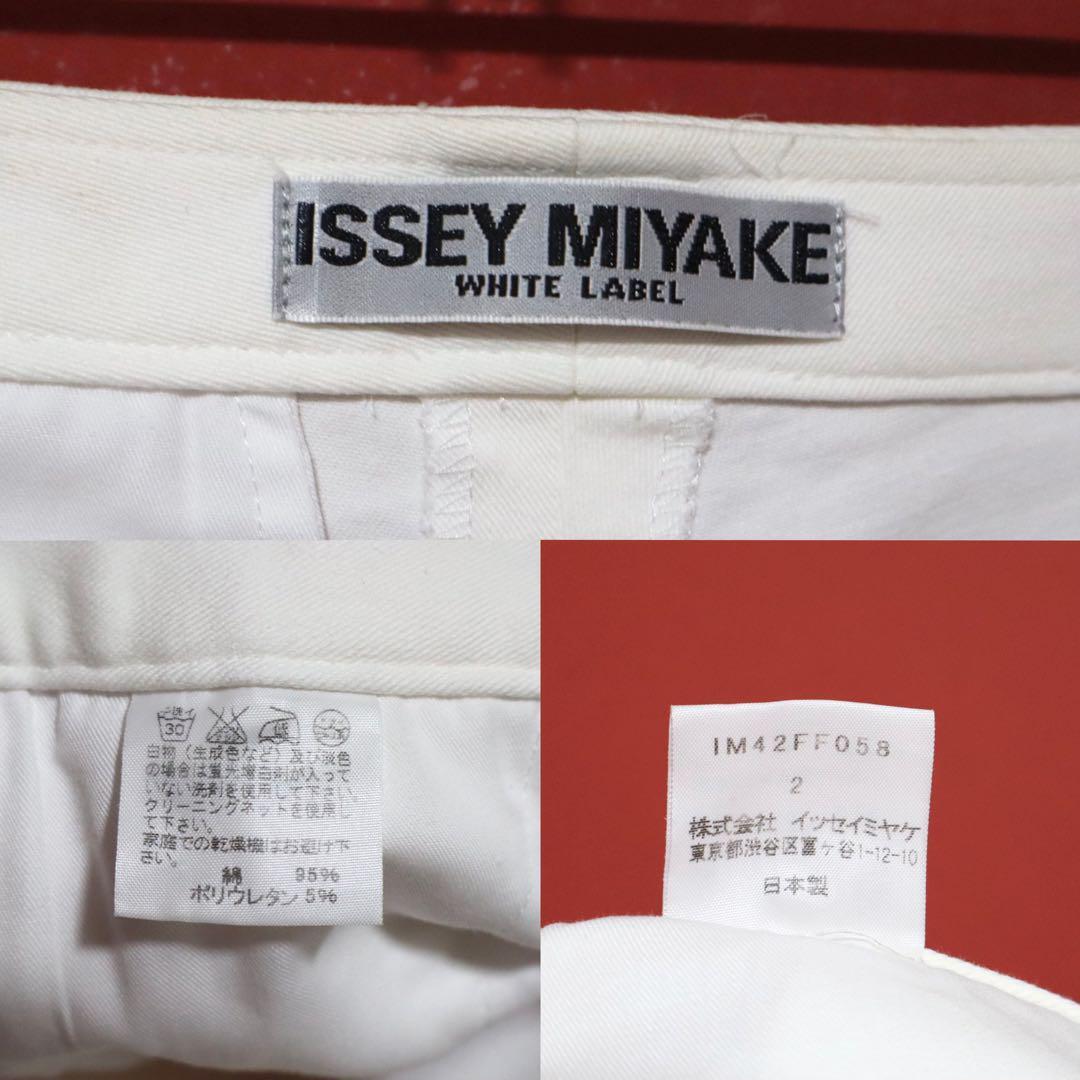 ISSEY MIYAKE
WHITE LABEL
30
低
白物(生成色など)及び淡色
の場合は蛍光増白剤が入って
いない洗剤を使用して下さい。
クリーニングネットを使用し
て下さい。
家庭での乾燥機はお避け下
さい。
綿 95%
ポリウレタン 5%
IM42FF058
2
株式会社 イッセイミヤケ
東京都渋谷区富ヶ谷1-12-10
日本製